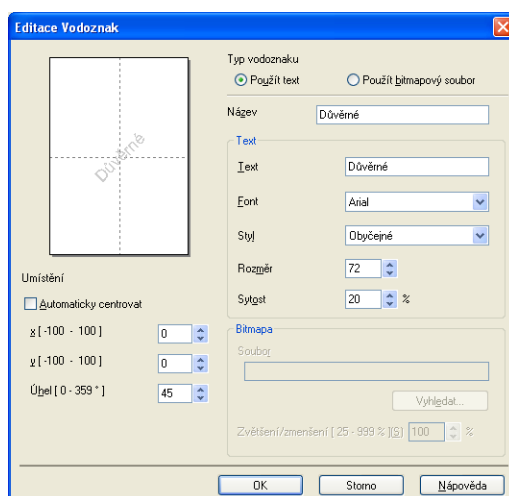 Editace Vodoznak
Důvěrné
Umístění
Automaticky centrovat
x [ -100 - 100 ] 0
y [ -100 - 100 ] 0
Úhel [ 0 - 359 ° ] 45
Typ vodoznaku
Použít text Použít bitmapový soubor
Název Důvěrné
Text
Text Důvěrné
Font Arial
Styl Obyčejné
Rozměr 72
Sytost 20 %
Bitmapa
Soubor
Vyhledat...
Zvětšení/zmenšení [ 25 - 999 % ](S) 100 %
OK Storno Nápověda